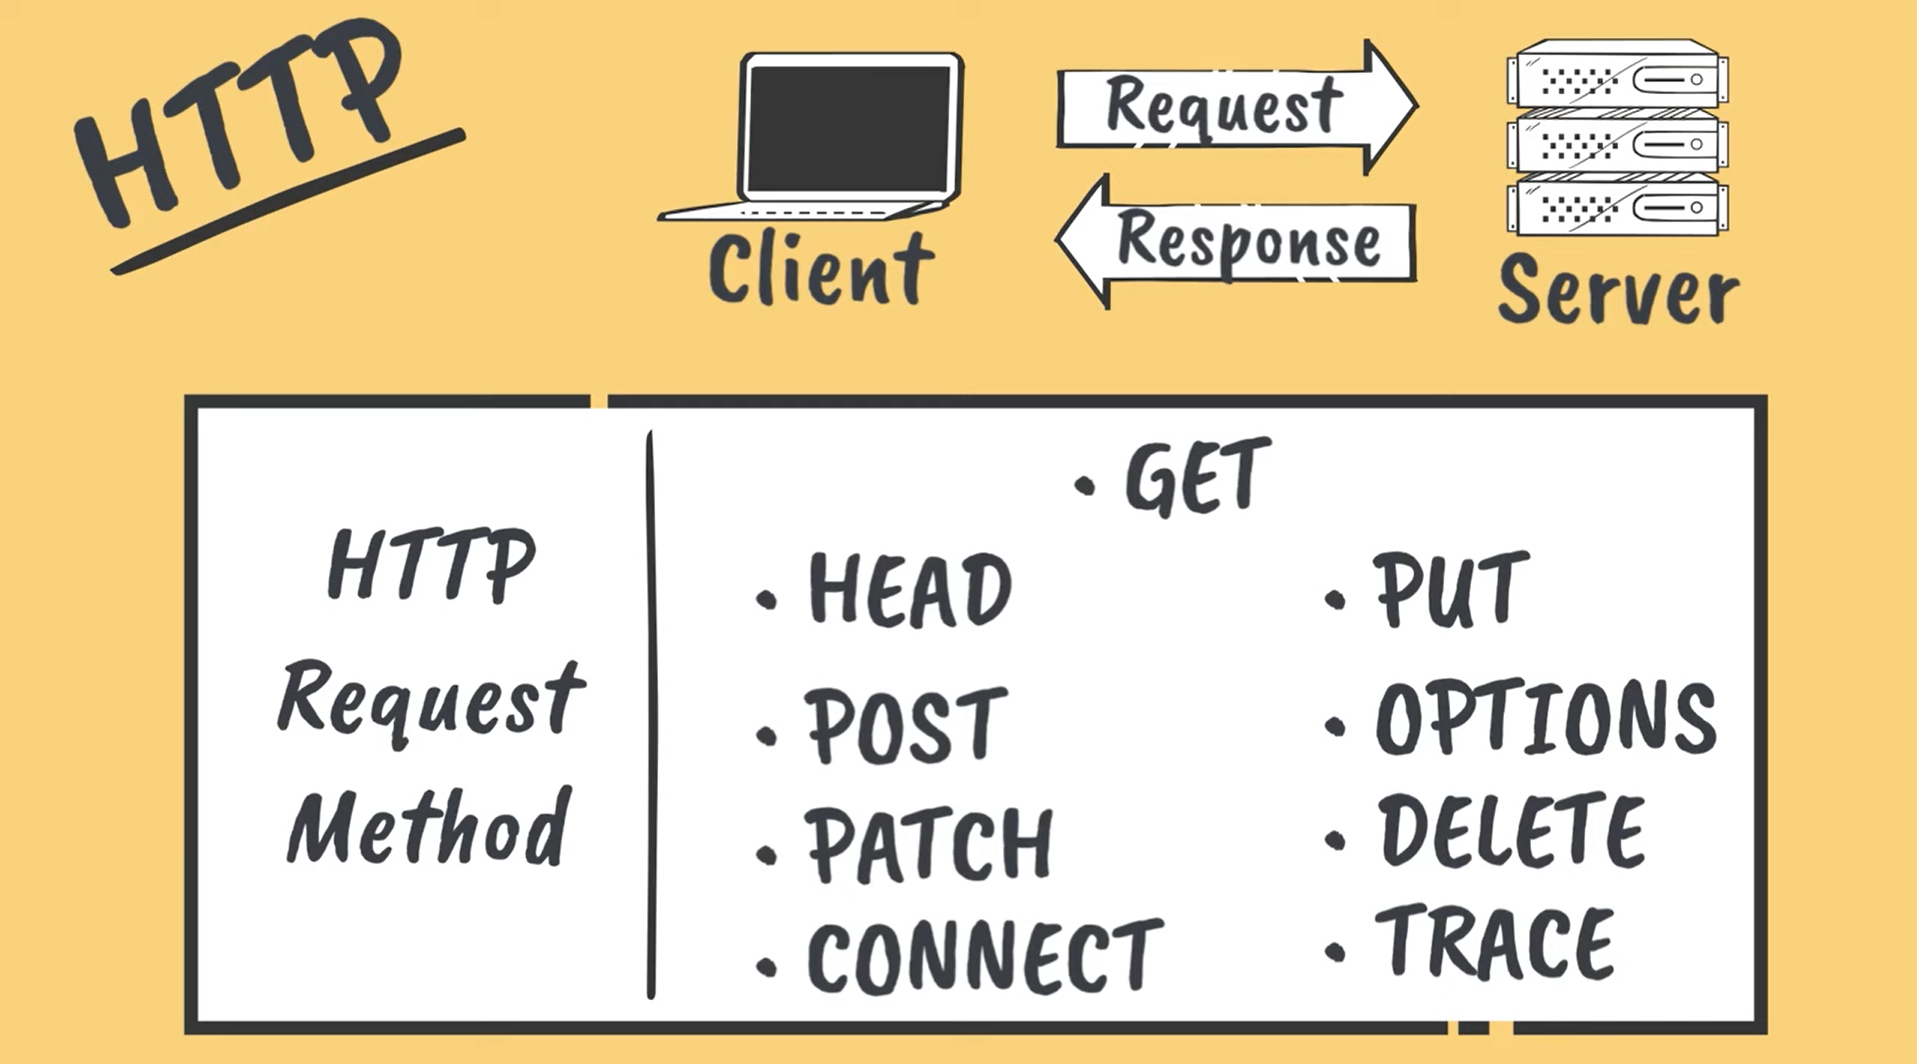 HTTP
Request
Response
Client
Server
HTTP
Request
Method
• GET
• HEAD
• POST
• PATCH
• CONNECT
• PUT
• OPTIONS
• DELETE
• TRACE